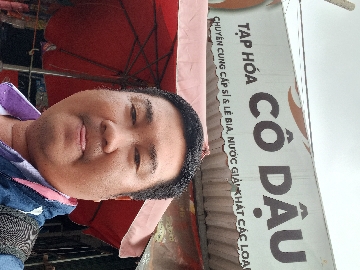 TẠP HÓA
CÔ DẬU
CHUYÊN CUNG CẤP SỈ & LẺ BIA, NƯỚC GIẢI KHÁT CÁC LOẠI